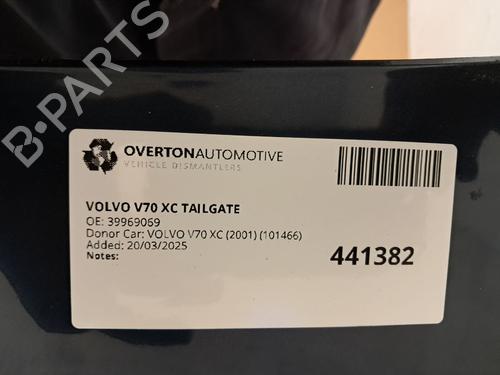 B-PARTS
OVERTONAUTOMOTIVE
VEHICLE DISMANTLERS
VOLVO V70 XC TAILGATE
OE: 39969069
Donor Car: VOLVO V70 XC (2001) (101466)
Added: 20/03/2025
Notes:
441382